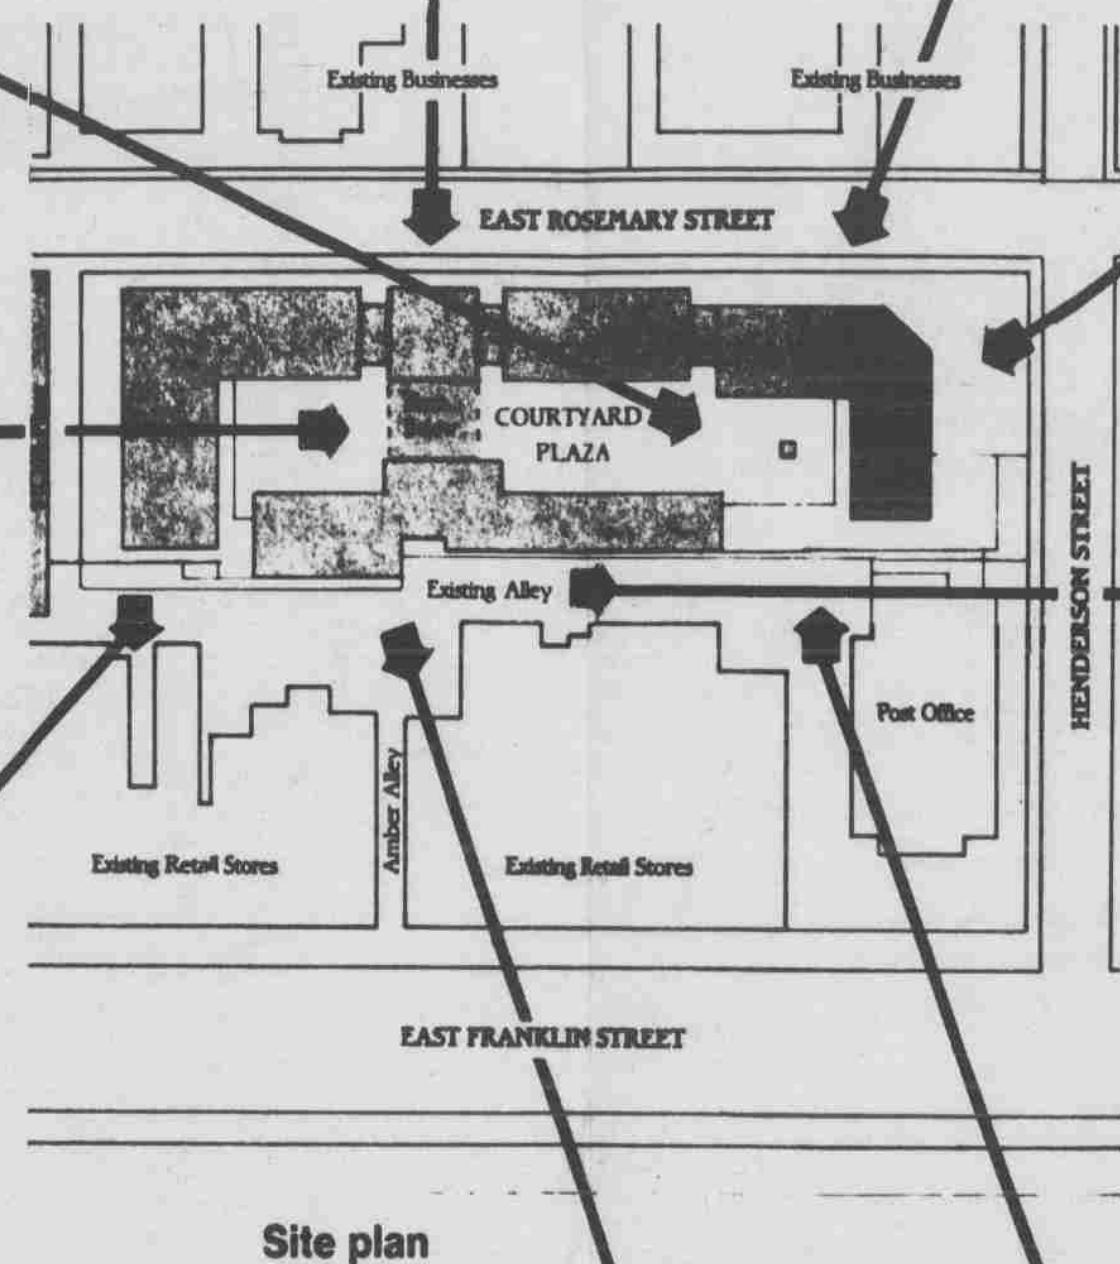 Existing Businesses
Existing Businesses
EAST ROSEMARY STREET
COURTYARD
PLAZA
HENDERSON STREET
Existing Alley
Post Office
Amber Alley
Existing Retail Stores
Existing Retail Stores
EAST FRANKLIN STREET
Site plan